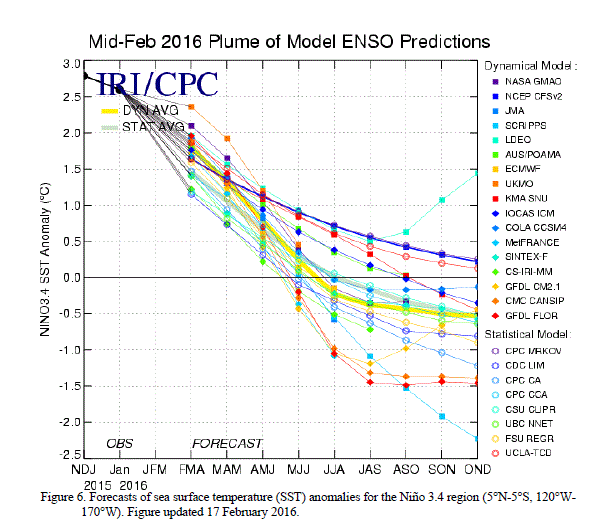 Mid-Feb 2016 Plume of Model ENSO Predictions
3.0
2.5
2.0
1.5
1.0
0.5
0.0
-0.5
-1.0
-1.5
-2.0
-2.5
NINO3.4 SST Anomaly (°C)
IRI/CPC
DYN AVG
STAT AVG
OBS
FORECAST
NDJ Jan JFM FMA MAM AMJ MJJ JJA JAS ASO SON OND
2015 2016
Dynamical Model:
NASA GMAO
NCEP CFSv2
JMA
SCRIPPS
LDEO
AUS/POAMA
ECMWF
UKMO
KMA SNU
IOCAS ICM
COLA CCSM4
MetFRANCE
SINTEX-F
CS-IRI-MM
GFDL CM2.1
CMC CANSIP
GFDL FLOR
Statistical Model:
CPC MRKOV
CDC LIM
CPC CA
CPC CCA
CSU CLIPR
UBC NNET
FSU REGR
UCLA-TCD
Figure 6. Forecasts of sea surface temperature (SST) anomalies for the Niño 3.4 region (5°N-5°S, 120°W-
170°W). Figure updated 17 February 2016.